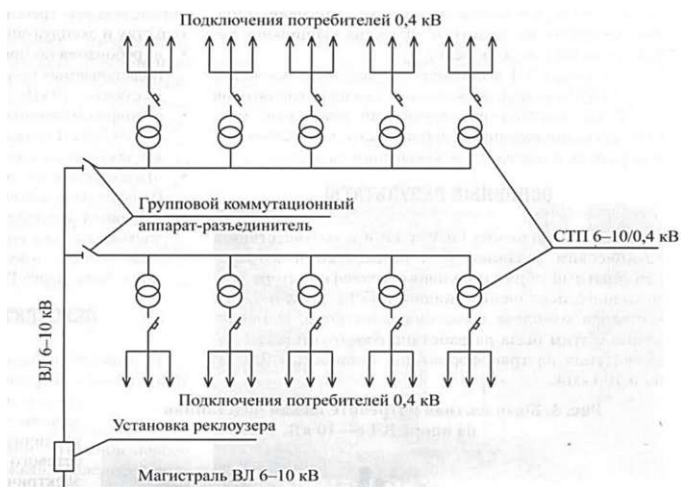 Подключения потребителей 0,4 кВ
Групповой коммутационный
аппарат-разъединитель
СТП 6–10/0,4 кВ
ВЛ 6–10 кВ
Подключения потребителей 0,4 кВ
Установка реклоузера
Магистраль ВЛ 6–10 кВ